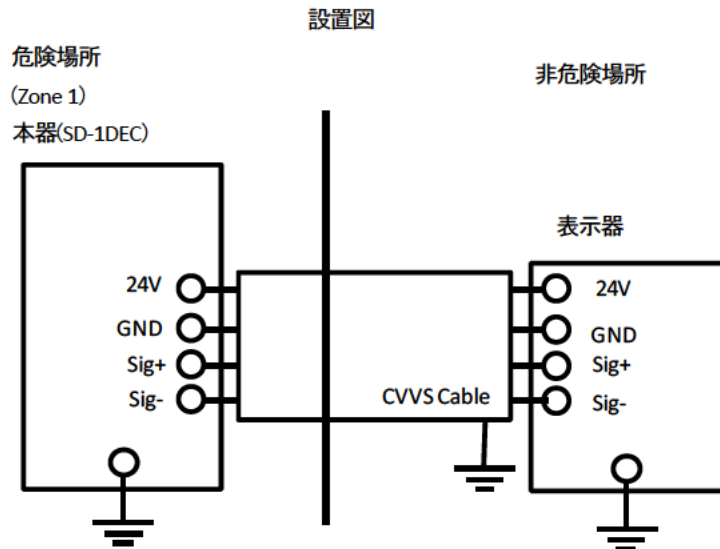 設置図
危険場所
(Zone 1)
本器(SD-1DEC)
非危険場所
表示器
24V
GND
Sig+
Sig-
CVVS Cable
24V
GND
Sig+
Sig-